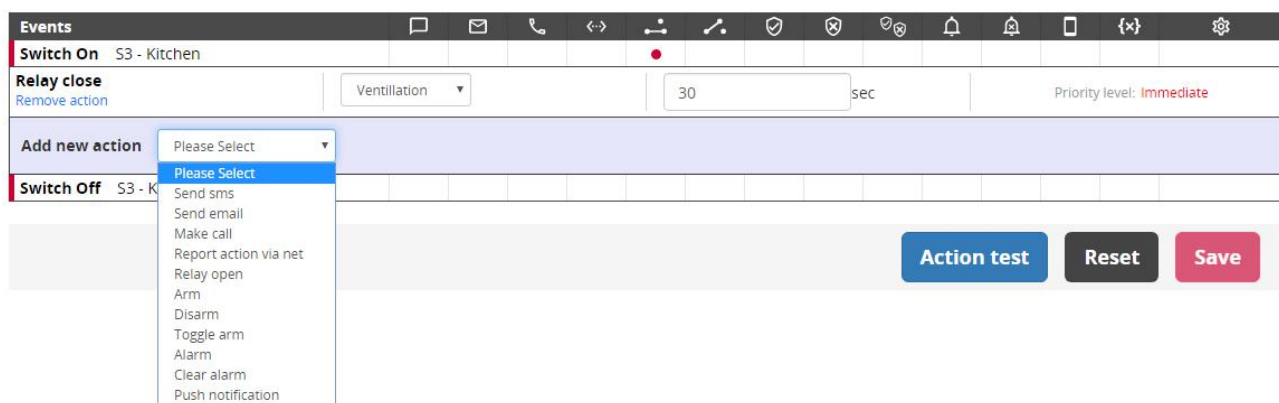 Events {×}
Switch On S3 - Kitchen
Relay close
Remove action
Ventillation
30 sec
Priority level: Immediate
Add new action Please Select
Please Select
Switch Off S3 - K
Send sms
Send email
Make call
Report action via net
Relay open
Arm
Disarm
Toggle arm
Alarm
Clear alarm
Push notification
Action test Reset Save